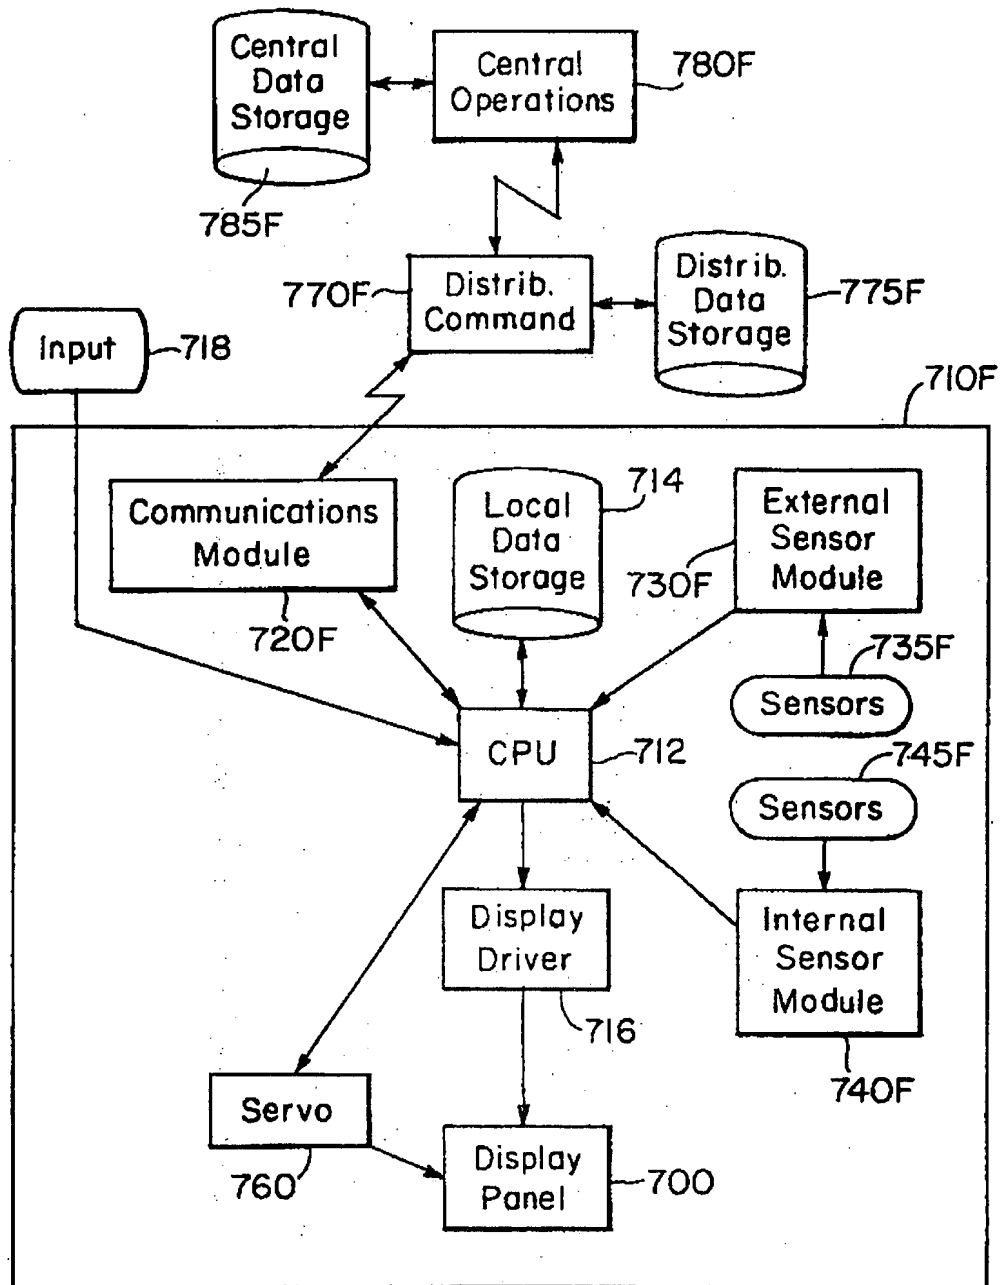 Central
Data
Storage
785F
Central
Operations
780F
770F
Distrib.
Command
Distrib.
Data
Storage
775F
Input
718
710F
Communications
Module
720F
Local
Data
Storage
714
External
Sensor
Module
730F
735F
Sensors
CPU
712
745F
Sensors
Display
Driver
716
Internal
Sensor
Module
740F
Servo
760
Display
Panel
700